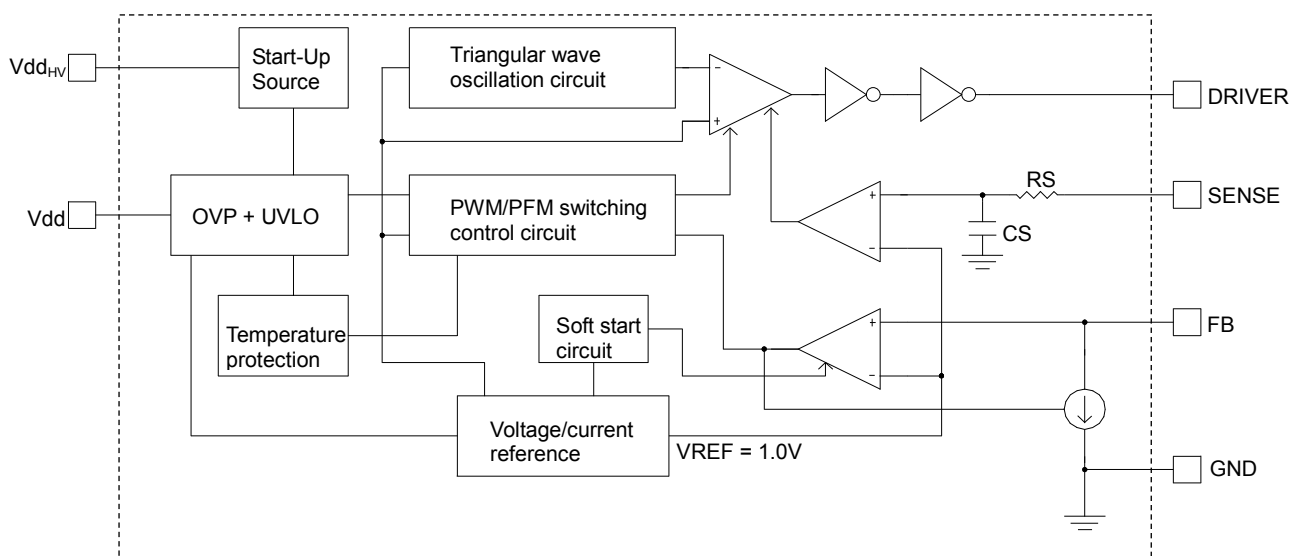 VddHV
Start-Up
Source
Triangular wave
oscillation circuit
−
+
DRIVER
Vdd
OVP + UVLO
PWM/PFM switching
control circuit
+
−
RS
CS
SENSE
Temperature
protection
Soft start
circuit
+
−
FB
Voltage/current
reference
VREF = 1.0V
GND